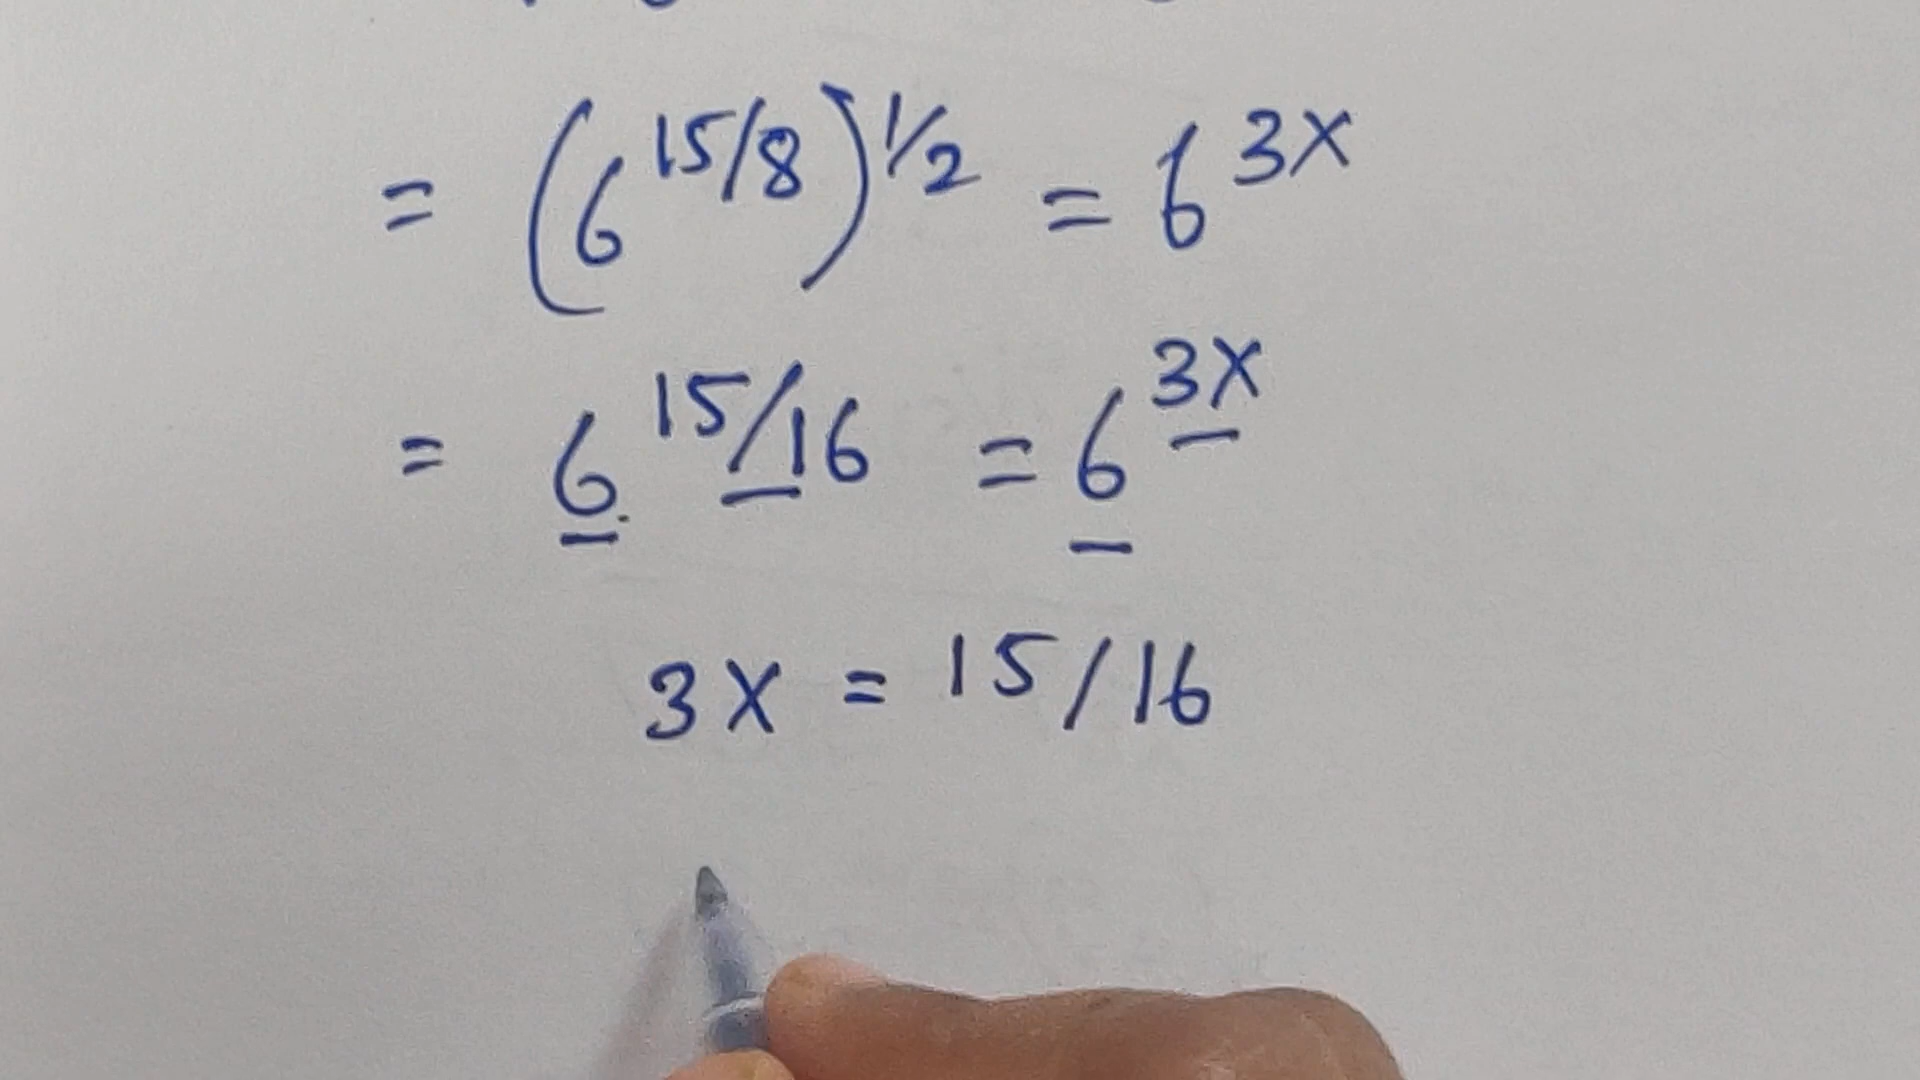 = (6^15/8)^1/2 = 6^3x
= 6^15/16 = 6^3x
3x = 15/16